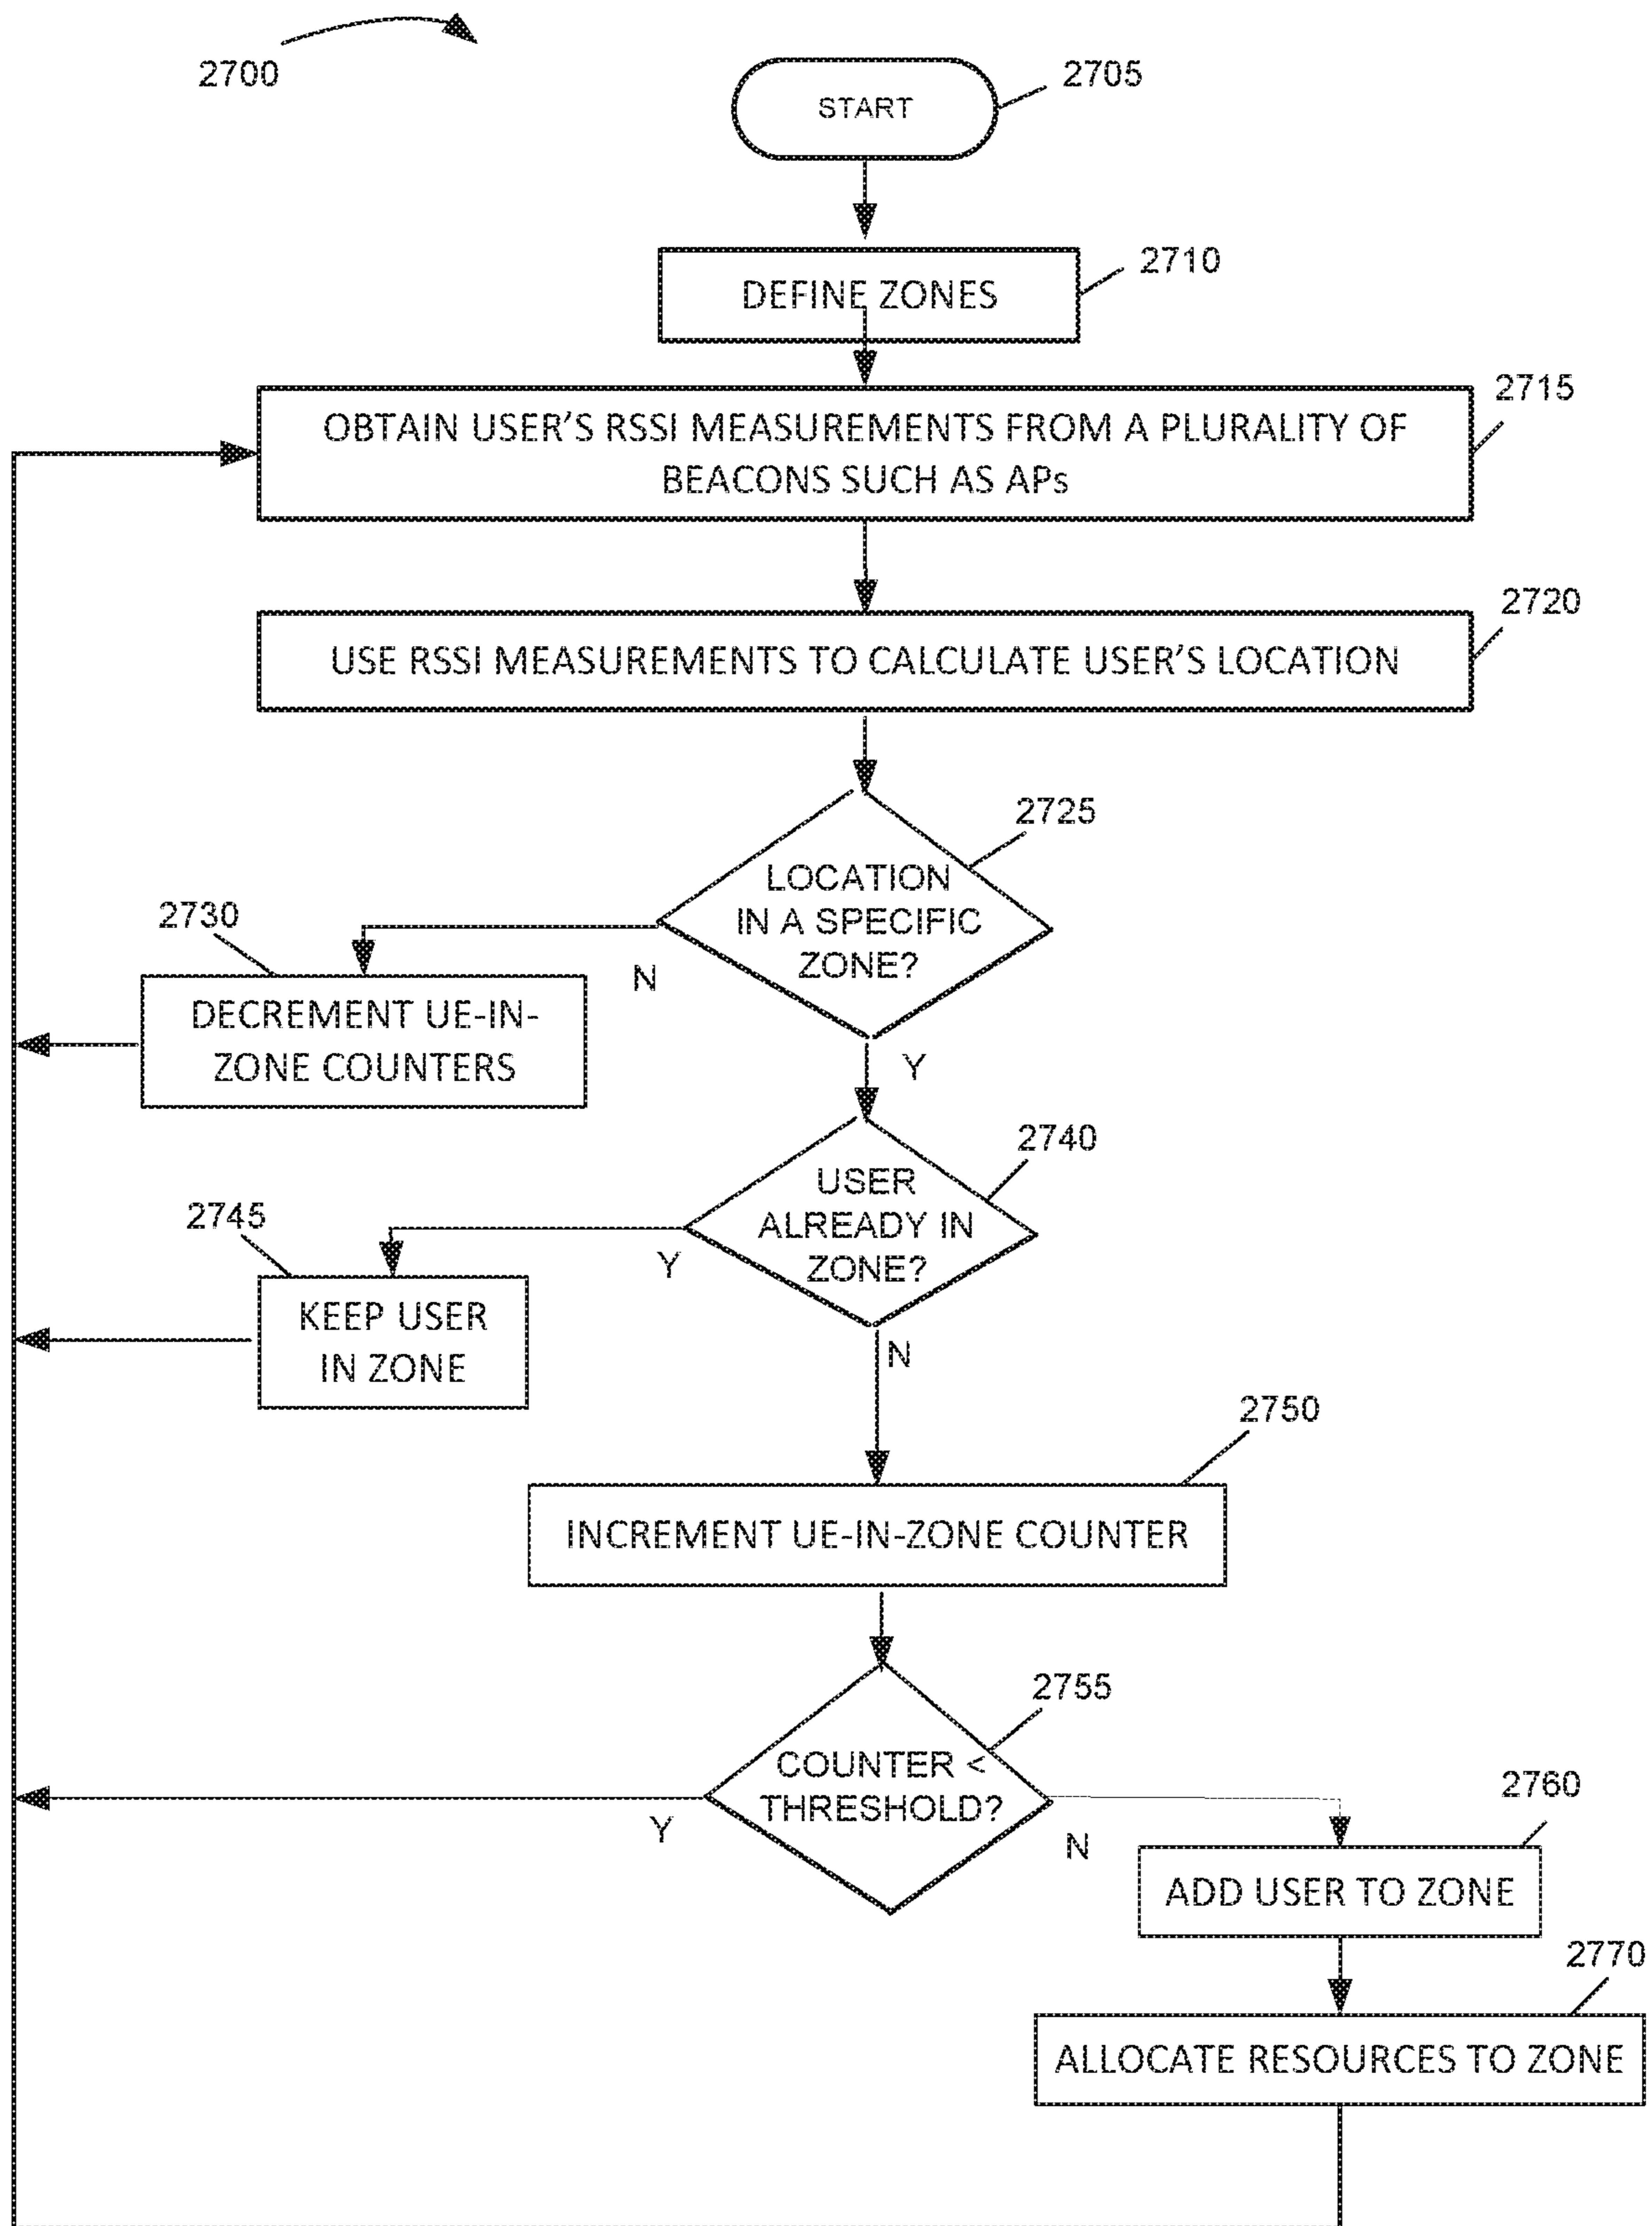 2700
START
2705
DEFINE ZONES
2710
OBTAIN USER'S RSSI MEASUREMENTS FROM A PLURALITY OF
BEACONS SUCH AS APs
2715
USE RSSI MEASUREMENTS TO CALCULATE USER'S LOCATION
2720
LOCATION
IN A SPECIFIC
ZONE?
2725
N
Y
2730
DECREMENT UE-IN-
ZONE COUNTERS
USER
ALREADY IN
ZONE?
2740
Y
N
2745
KEEP USER
IN ZONE
2750
INCREMENT UE-IN-ZONE COUNTER
COUNTER <
THRESHOLD?
2755
Y
N
2760
ADD USER TO ZONE
2770
ALLOCATE RESOURCES TO ZONE